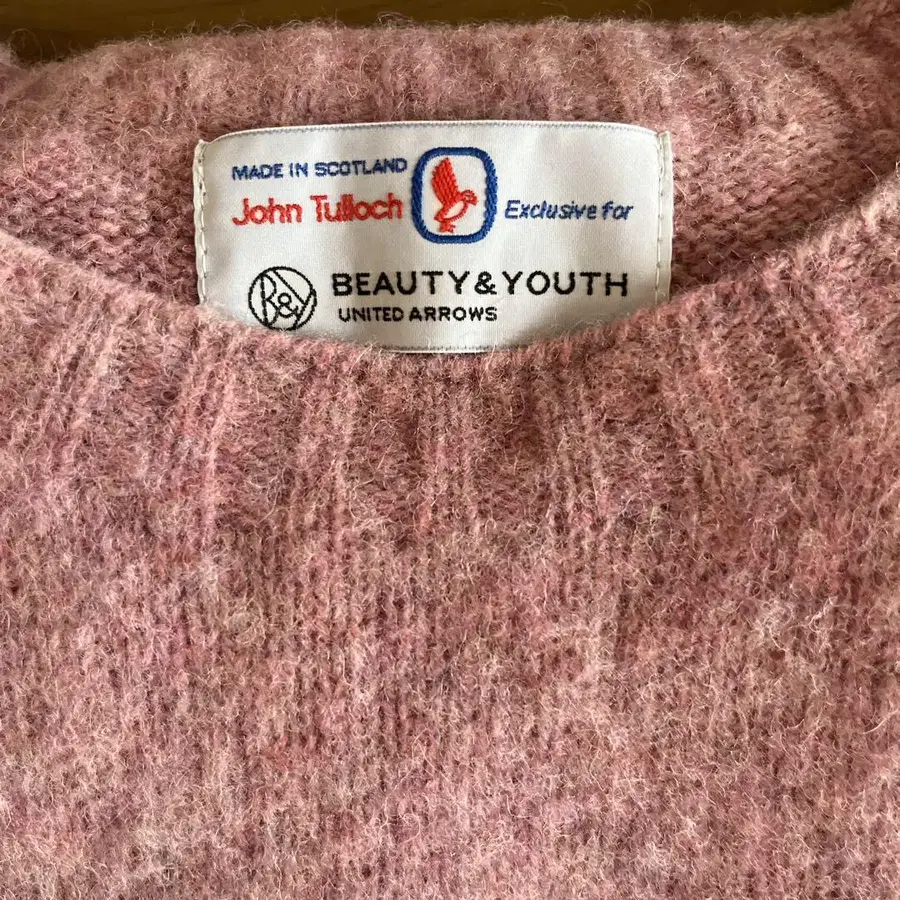 MADE IN SCOTLAND
John Tulloch Exclusive for
B&Y BEAUTY & YOUTH
UNITED ARROWS